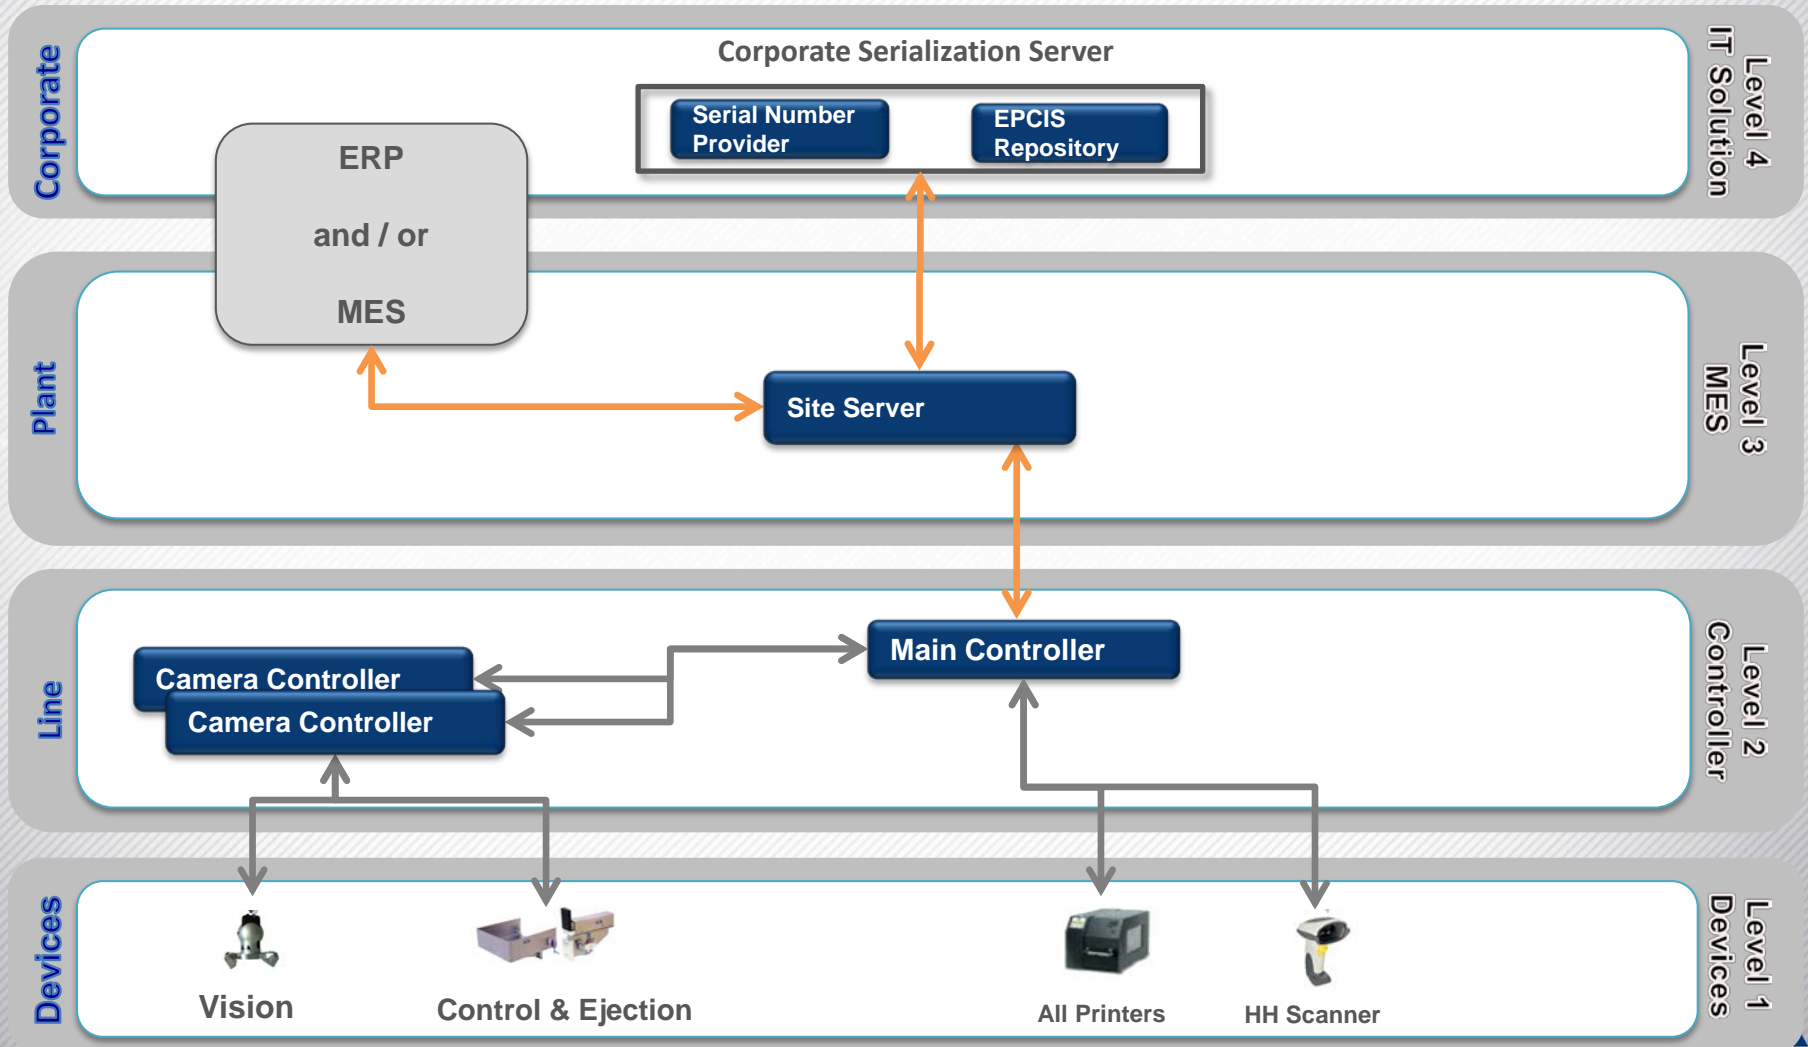 Corporate
Corporate Serialization Server
Serial Number
Provider
EPCIS
Repository
Level 4
IT Solution
ERP
and / or
MES
Plant
Site Server
Level 3
MES
Line
Camera Controller
Camera Controller
Main Controller
Level 2
Controller
Devices
Vision
Control & Ejection
All Printers
HH Scanner
Level 1
Devices